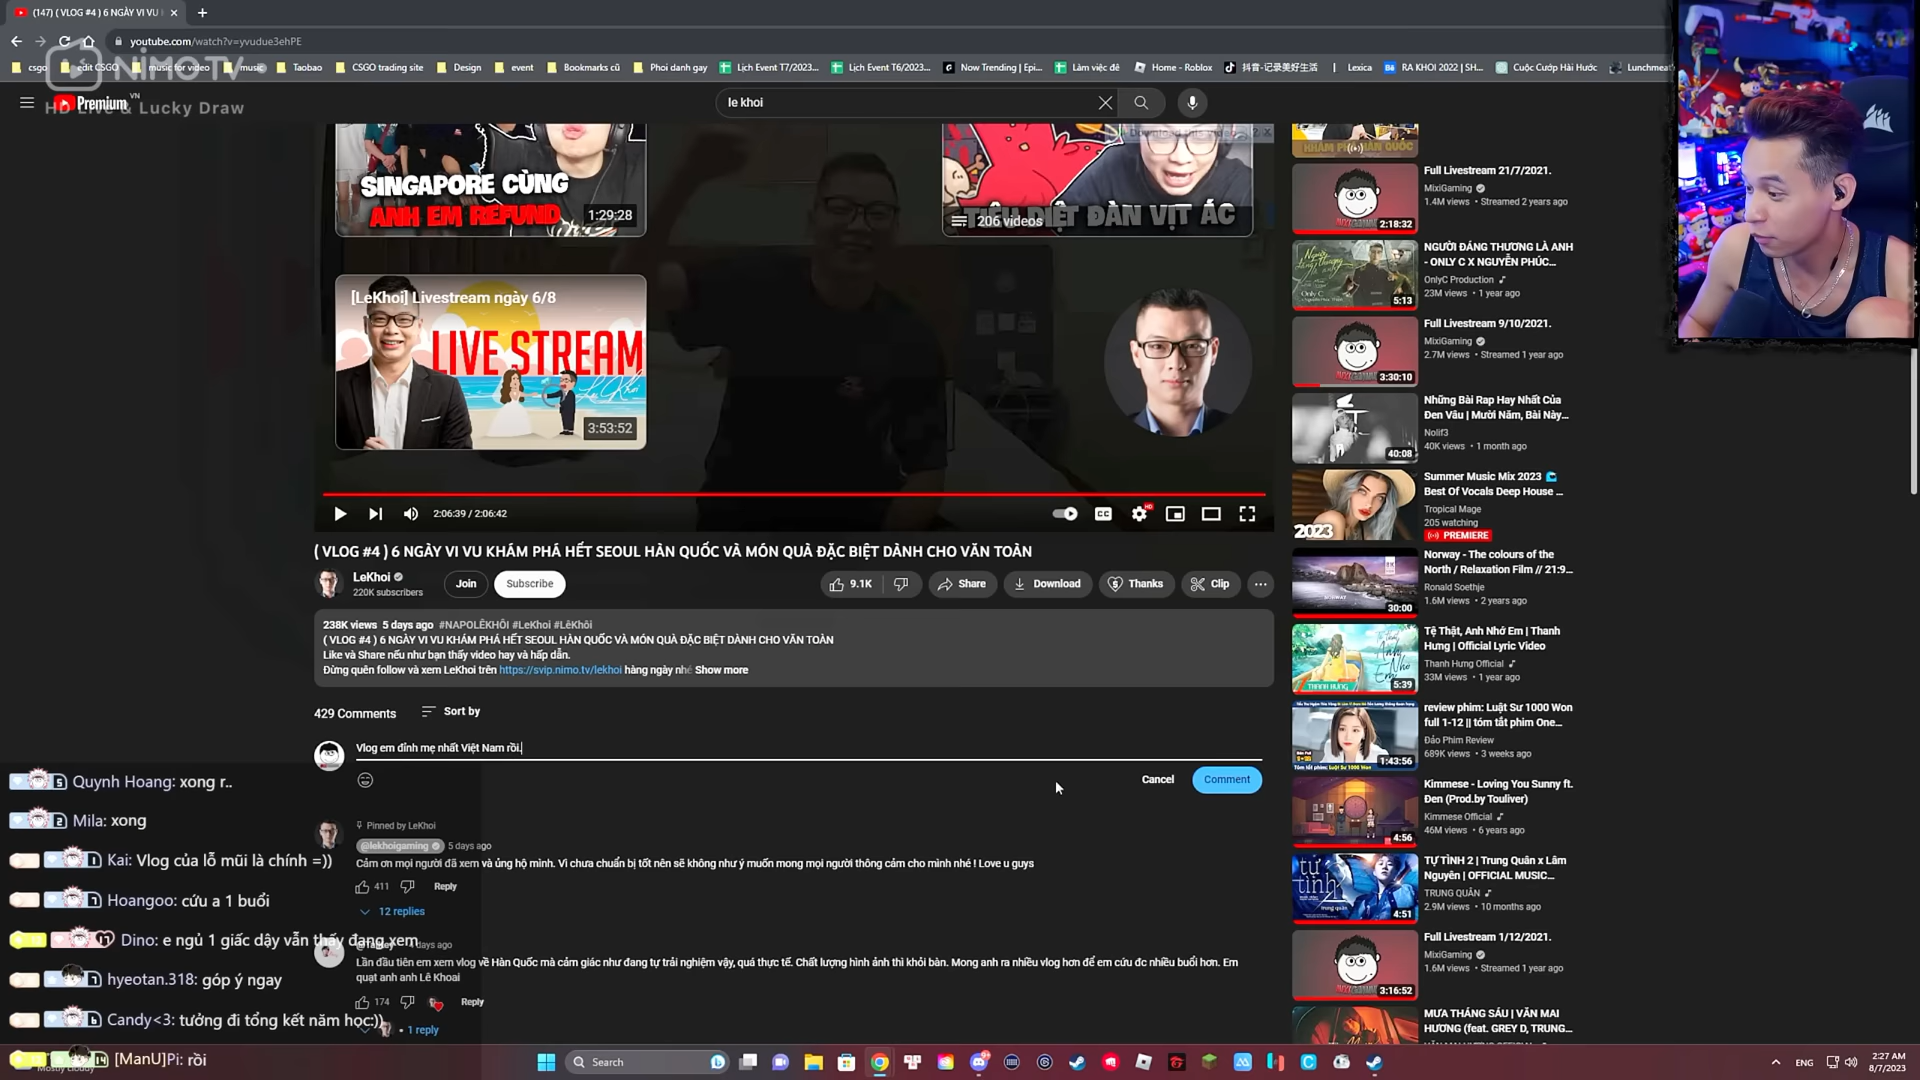 (147) ( VLOG #4 ) 6 NGÀY VI VU
youtube.com/watch?v=yvudue3ehPE
csgo
edit CSGO
music for video
music
Taobao
CSGO trading site
Design
event
Bookmarks cũ
Phoi danh gay
Lịch Event T7/2023...
Lịch Event T6/2023...
Now Trending | Epi...
Làm việc đê
Home - Roblox
抖音-记录美好生活
Lexica
RA KHOI 2022 | SH...
Cuộc Cướp Hài Hước
Lunchmeat
NIMO TV
HD Live & Lucky Draw
Premium VN
le khoi
SINGAPORE CÙNG
ANH EM REFUND
1:29:28
206 videos
TIÊU DIỆT ĐÀN VỊT ÁC
[LeKhoi] Livestream ngày 6/8
LIVE STREAM
Le Khoi
3:53:52
2:06:39 / 2:06:42
CC
HD
( VLOG #4 ) 6 NGÀY VI VU KHÁM PHÁ HẾT SEOUL HÀN QUỐC VÀ MÓN QUÀ ĐẶC BIỆT DÀNH CHO VĂN TOÀN
LeKhoi
220K subscribers
Join
Subscribe
9.1K
Share
Download
Thanks
Clip
238K views 5 days ago #NAPOLÊKHÔI #LeKhoi #LêKhôi
( VLOG #4 ) 6 NGÀY VI VU KHÁM PHÁ HẾT SEOUL HÀN QUỐC VÀ MÓN QUÀ ĐẶC BIỆT DÀNH CHO VĂN TOÀN
Like và Share nếu như bạn thấy video hay và hấp dẫn.
Đừng quên follow và xem LeKhoi trên https://svip.nimo.tv/lekhoi hàng ngày nhé Show more
429 Comments
Sort by
Vlog em đỉnh mẹ nhất Việt Nam rồi.
Cancel
Comment
Pinned by LeKhoi
@lekhoigaming 5 days ago
Cảm ơn mọi người đã xem và ủng hộ mình. Vì chưa chuẩn bị tốt nên sẽ không như ý muốn mong mọi người thông cảm cho mình nhé ! Love u guys
411
Reply
12 replies
days ago
Lần đầu tiên em xem vlog về Hàn Quốc mà cảm giác như đang tự trải nghiệm vậy, quá thực tế. Chất lượng hình ảnh thì khỏi bàn. Mong anh ra nhiều vlog hơn để em cứu đc nhiều buổi hơn. Em
quạt anh anh Lê Khoai
174
Reply
1 reply
5 Quynh Hoang: xong r..
2 Mila: xong
1 Kai: Vlog của lỗ mũi là chính =))
7 Hoangoo: cứu a 1 buổi
17 Dino: e ngủ 1 giấc dậy vẫn thấy đang xem
7 hyeotan.318: góp ý ngay
6 Candy<3: tưởng đi tổng kết năm học:))
14 [ManU]Pi: rồi
Mostly cloudy
KHÁM PHÁ HÀN QUỐC
Full Livestream 21/7/2021.
MixiGaming
1.4M views • Streamed 2 years ago
2:18:32
NGƯỜI ĐÁNG THƯƠNG LÀ ANH
- ONLY C X NGUYỄN PHÚC...
OnlyC Production
23M views • 1 year ago
5:13
Full Livestream 9/10/2021.
MixiGaming
2.7M views • Streamed 1 year ago
3:30:10
Những Bài Rap Hay Nhất Của
Đen Vâu | Mười Năm, Bài Này...
Nolif3
40K views • 1 month ago
40:08
Summer Music Mix 2023
Best Of Vocals Deep House ...
Tropical Mage
205 watching
PREMIERE
2023
Norway - The colours of the
North / Relaxation Film // 21:9...
Ronald Soethje
1.6M views • 2 years ago
30:00
Tệ Thật, Anh Nhớ Em | Thanh
Hưng | Official Lyric Video
Thanh Hưng Official
33M views • 1 year ago
THANH HƯNG
5:39
review phim: Luật Sư 1000 Won
full 1-12 || tóm tắt phim One...
Đảo Phim Review
689K views • 3 weeks ago
1:43:56
Kimmese - Loving You Sunny ft.
Đen (Prod.by Touliver)
Kimmese Official
46M views • 6 years ago
4:56
TỰ TÌNH 2 | Trung Quân x Lâm
Nguyên | OFFICIAL MUSIC...
TRUNG QUÂN
2.9M views • 10 months ago
tự tình
4:51
Full Livestream 1/12/2021.
MixiGaming
1.6M views • Streamed 1 year ago
3:16:52
MƯA THÁNG SÁU | VĂN MAI
HƯƠNG (feat. GREY D, TRUNG...
Search
ENG
2:27 AM
8/7/2023